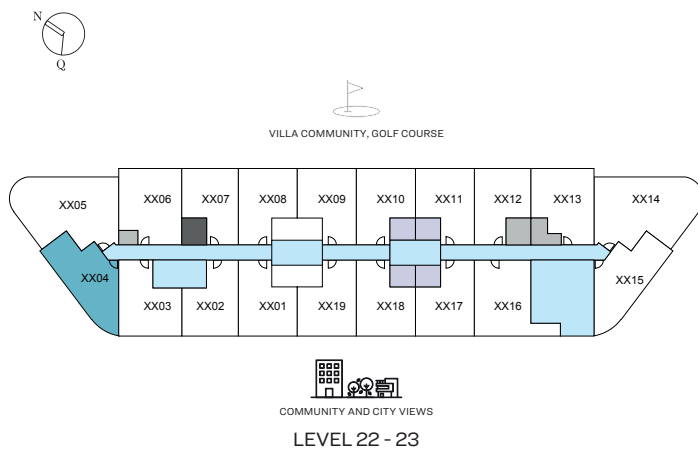 N
Q
VILLA COMMUNITY, GOLF COURSE
XX05 XX06 XX07 XX08 XX09 XX10 XX11 XX12 XX13 XX14
XX04 XX03 XX02 XX01 XX19 XX18 XX17 XX16 XX15
COMMUNITY AND CITY VIEWS
LEVEL 22 - 23